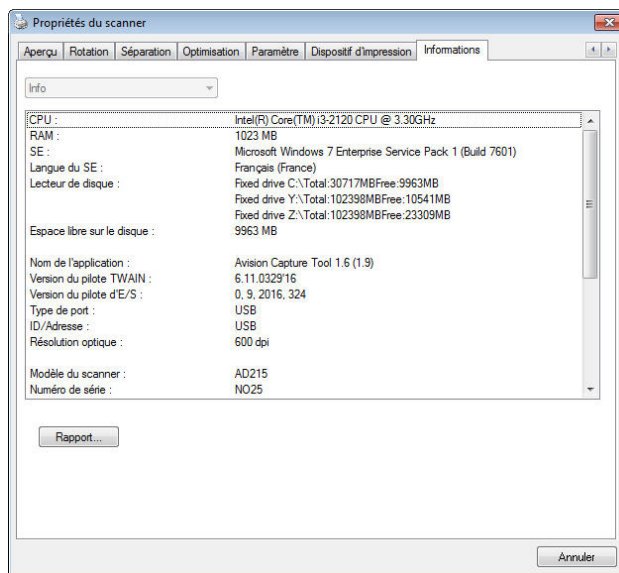 Propriétés du scanner
Aperçu Rotation Séparation Optimisation Paramètre Dispositif d'impression Informations
Info
CPU : Intel(R) Core(TM) i3-2120 CPU @ 3.30GHz
RAM : 1023 MB
SE : Microsoft Windows 7 Enterprise Service Pack 1 (Build 7601)
Langue du SE : Français (France)
Lecteur de disque : Fixed drive C:\Total:30717MBFree:9963MB
Fixed drive Y:\Total:102398MBFree:10541MB
Fixed drive Z:\Total:102398MBFree:23309MB
Espace libre sur le disque : 9963 MB
Nom de l'application : Avision Capture Tool 1.6 (1.9)
Version du pilote TWAIN : 6.11.0329'16
Version du pilote d'E/S : 0, 9, 2016, 324
Type de port : USB
ID/Adresse : USB
Résolution optique : 600 dpi
Modèle du scanner : AD215
Numéro de série : NO25
Rapport...
Annuler